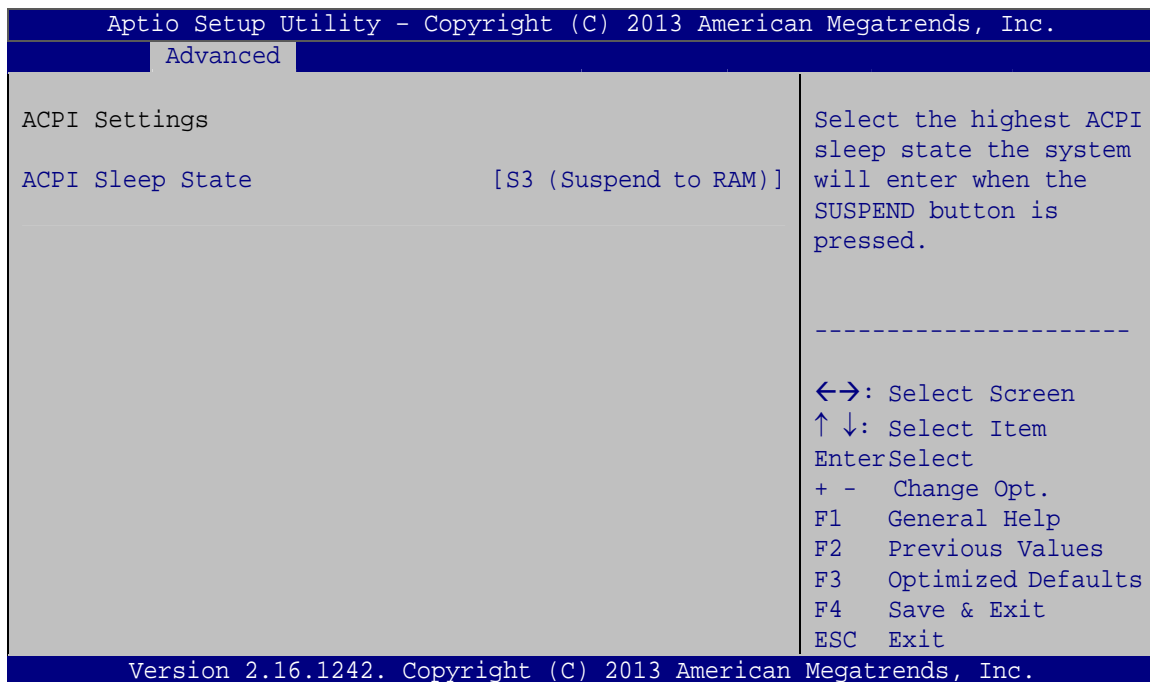 Aptio Setup Utility – Copyright (C) 2013 American Megatrends, Inc.
Advanced
ACPI Settings
ACPI Sleep State [S3 (Suspend to RAM)]
Select the highest ACPI
sleep state the system
will enter when the
SUSPEND button is
pressed.
----------------------
←→: Select Screen
↑ ↓: Select Item
EnterSelect
+ - Change Opt.
F1 General Help
F2 Previous Values
F3 Optimized Defaults
F4 Save & Exit
ESC Exit
Version 2.16.1242. Copyright (C) 2013 American Megatrends, Inc.